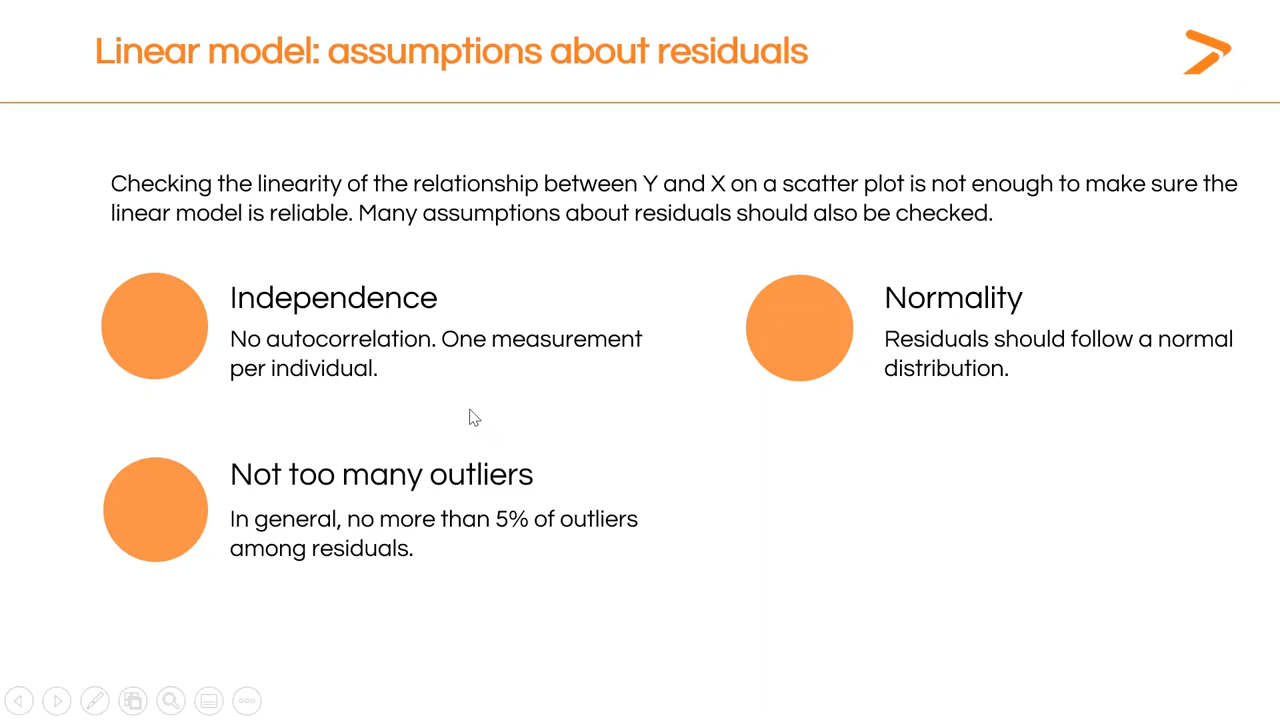 Linear model: assumptions about residuals
Checking the linearity of the relationship between Y and X on a scatter plot is not enough to make sure the
linear model is reliable. Many assumptions about residuals should also be checked.
Independence
No autocorrelation. One measurement
per individual.
Normality
Residuals should follow a normal
distribution.
Not too many outliers
In general, no more than 5% of outliers
among residuals.